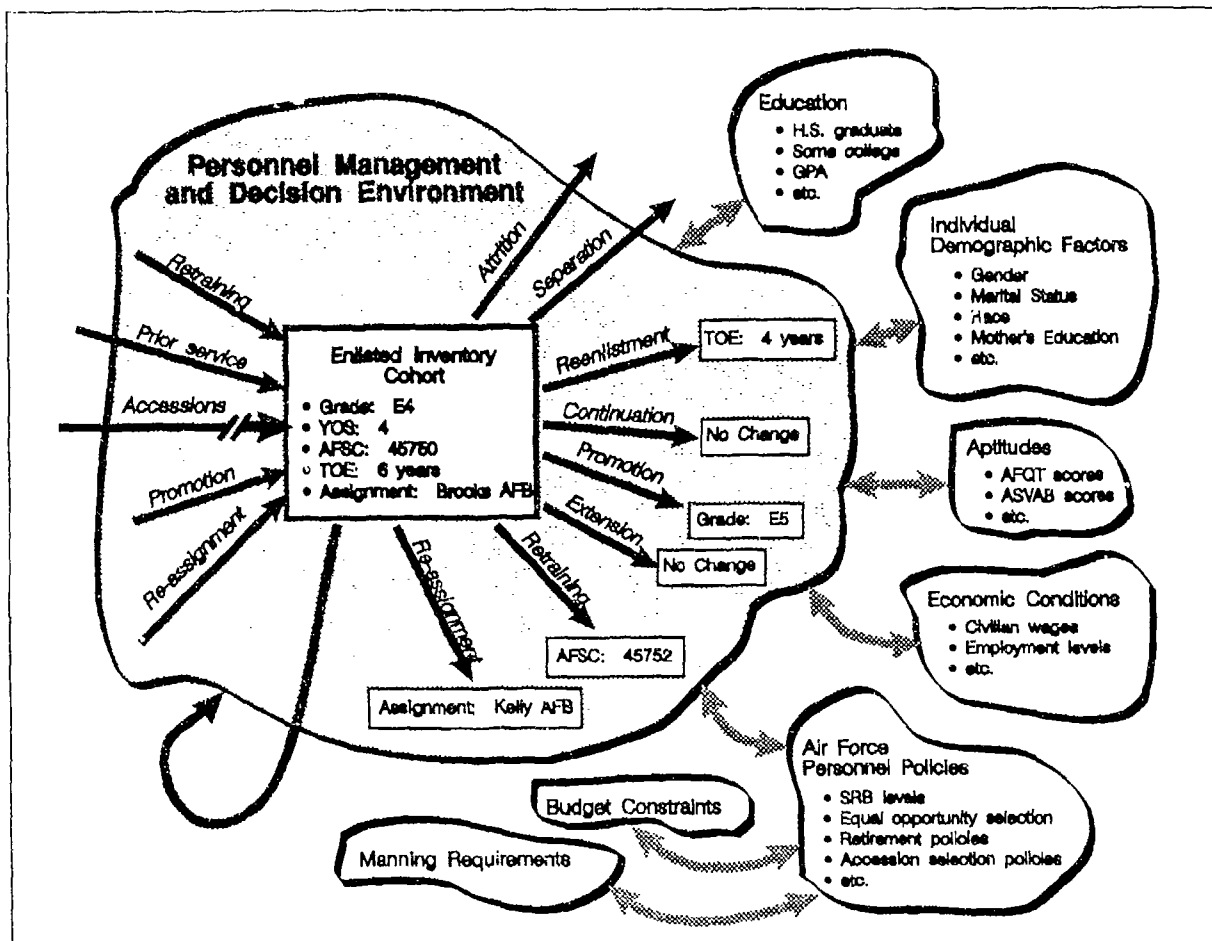 Personnel Management
and Decision Environment
Retraining
Prior service
Accessions
Promotion
Re-assignment
Enlisted Inventory
Cohort
• Grade: E4
• YOS: 4
• AFSC: 45750
• TOE: 6 years
• Assignment: Brooks AFB
Attrition
Separation
Reenlistment
TOE: 4 years
Continuation
No Change
Promotion
Grade: E5
Extension
No Change
Retraining
AFSC: 45752
Re-assignment
Assignment: Kelly AFB
Education
• H.S. graduate
• Some college
• GPA
• etc.
Individual
Demographic Factors
• Gender
• Marital Status
• Race
• Mother's Education
• etc.
Aptitudes
• AFQT scores
• ASVAB scores
• etc.
Economic Conditions
• Civilian wages
• Employment levels
• etc.
Air Force
Personnel Policies
• SRB levels
• Equal opportunity selection
• Retirement policies
• Accession selection policies
• etc.
Budget Constraints
Manning Requirements